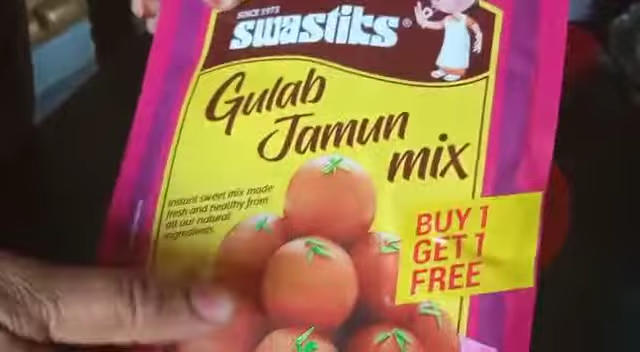 SINCE 1973
swastiks®
Gulab
Jamun
mix
Instant sweet mix made
fresh and healthy from
all our natural
ingredients.
BUY 1
GET 1
FREE